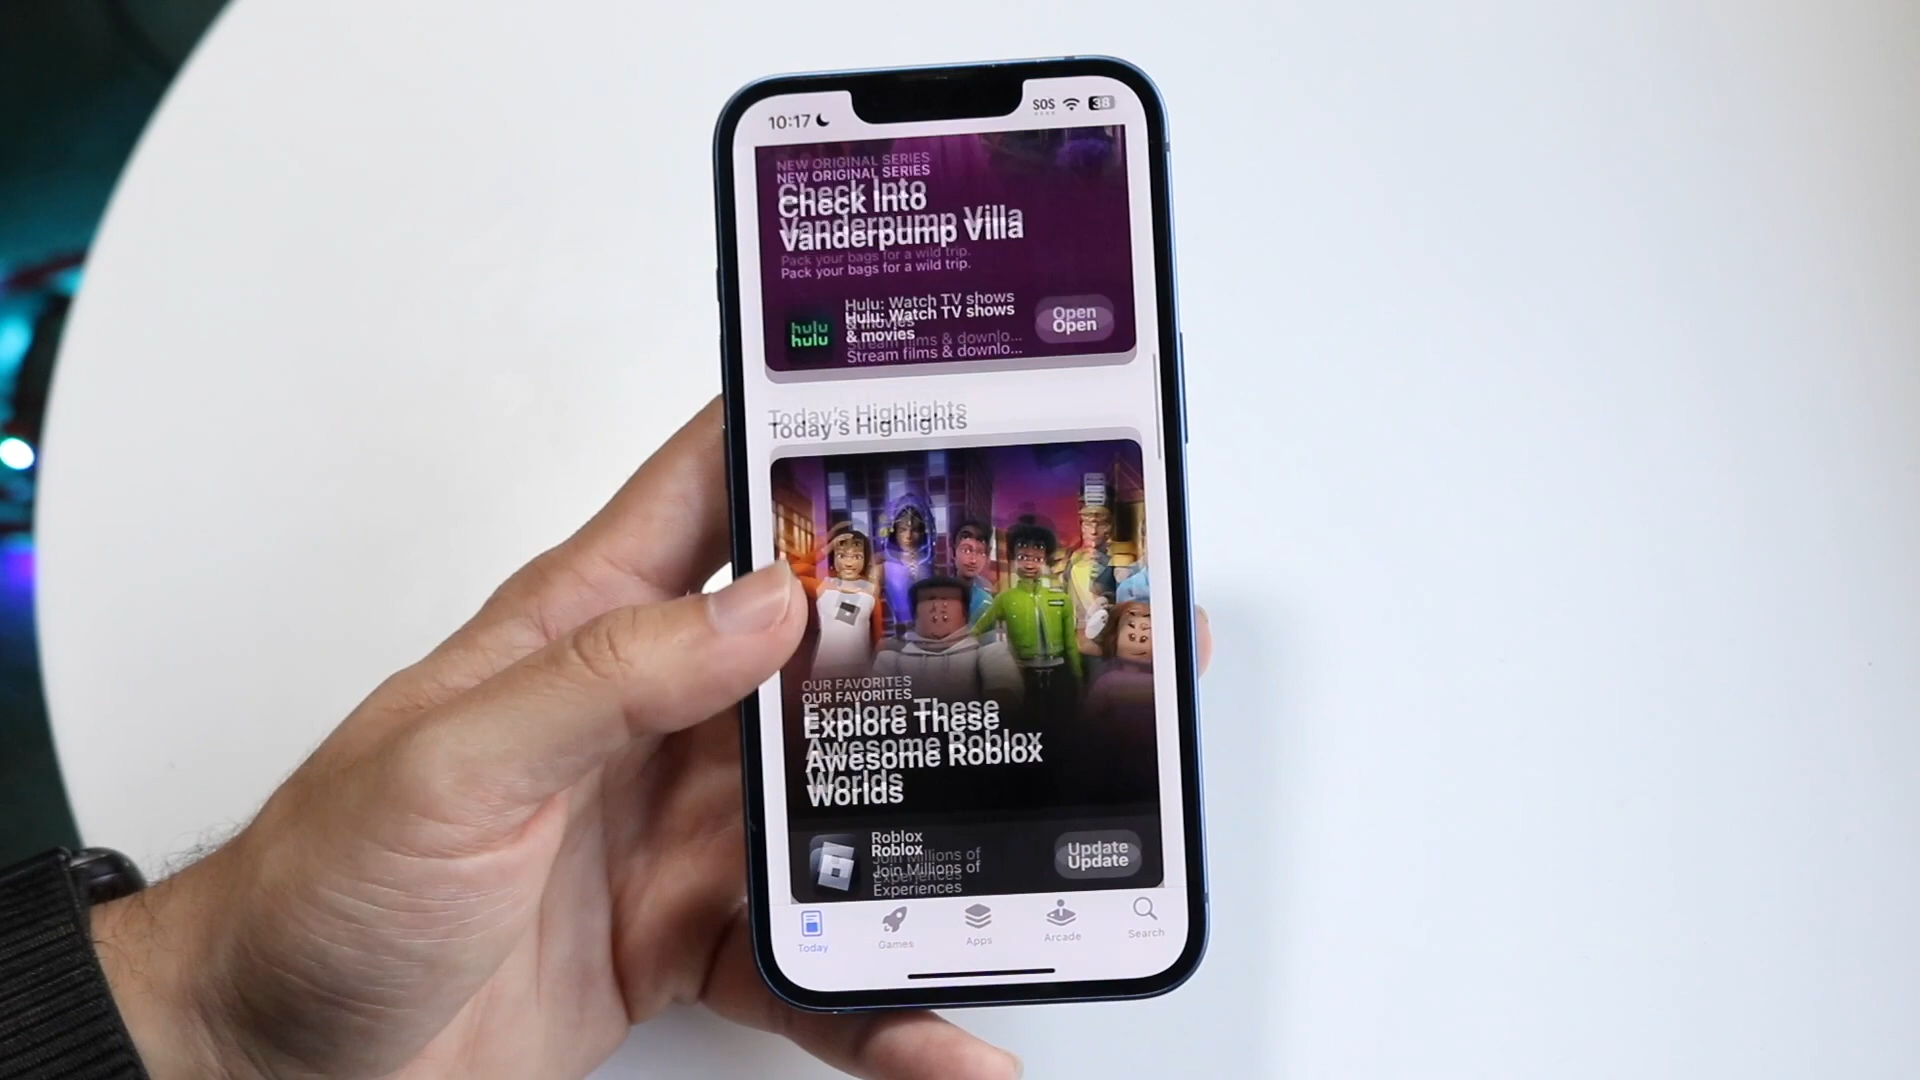 10:17
SOS
38
NEW ORIGINAL SERIES
Check Into
Vanderpump Villa
Pack your bags for a wild trip.
hulu
Hulu: Watch TV shows
& movies
Stream films & downlo...
Open
Today's Highlights
OUR FAVORITES
Explore These
Awesome Roblox
Worlds
Roblox
Join Millions of
Experiences
Update
Today
Games
Apps
Arcade
Search